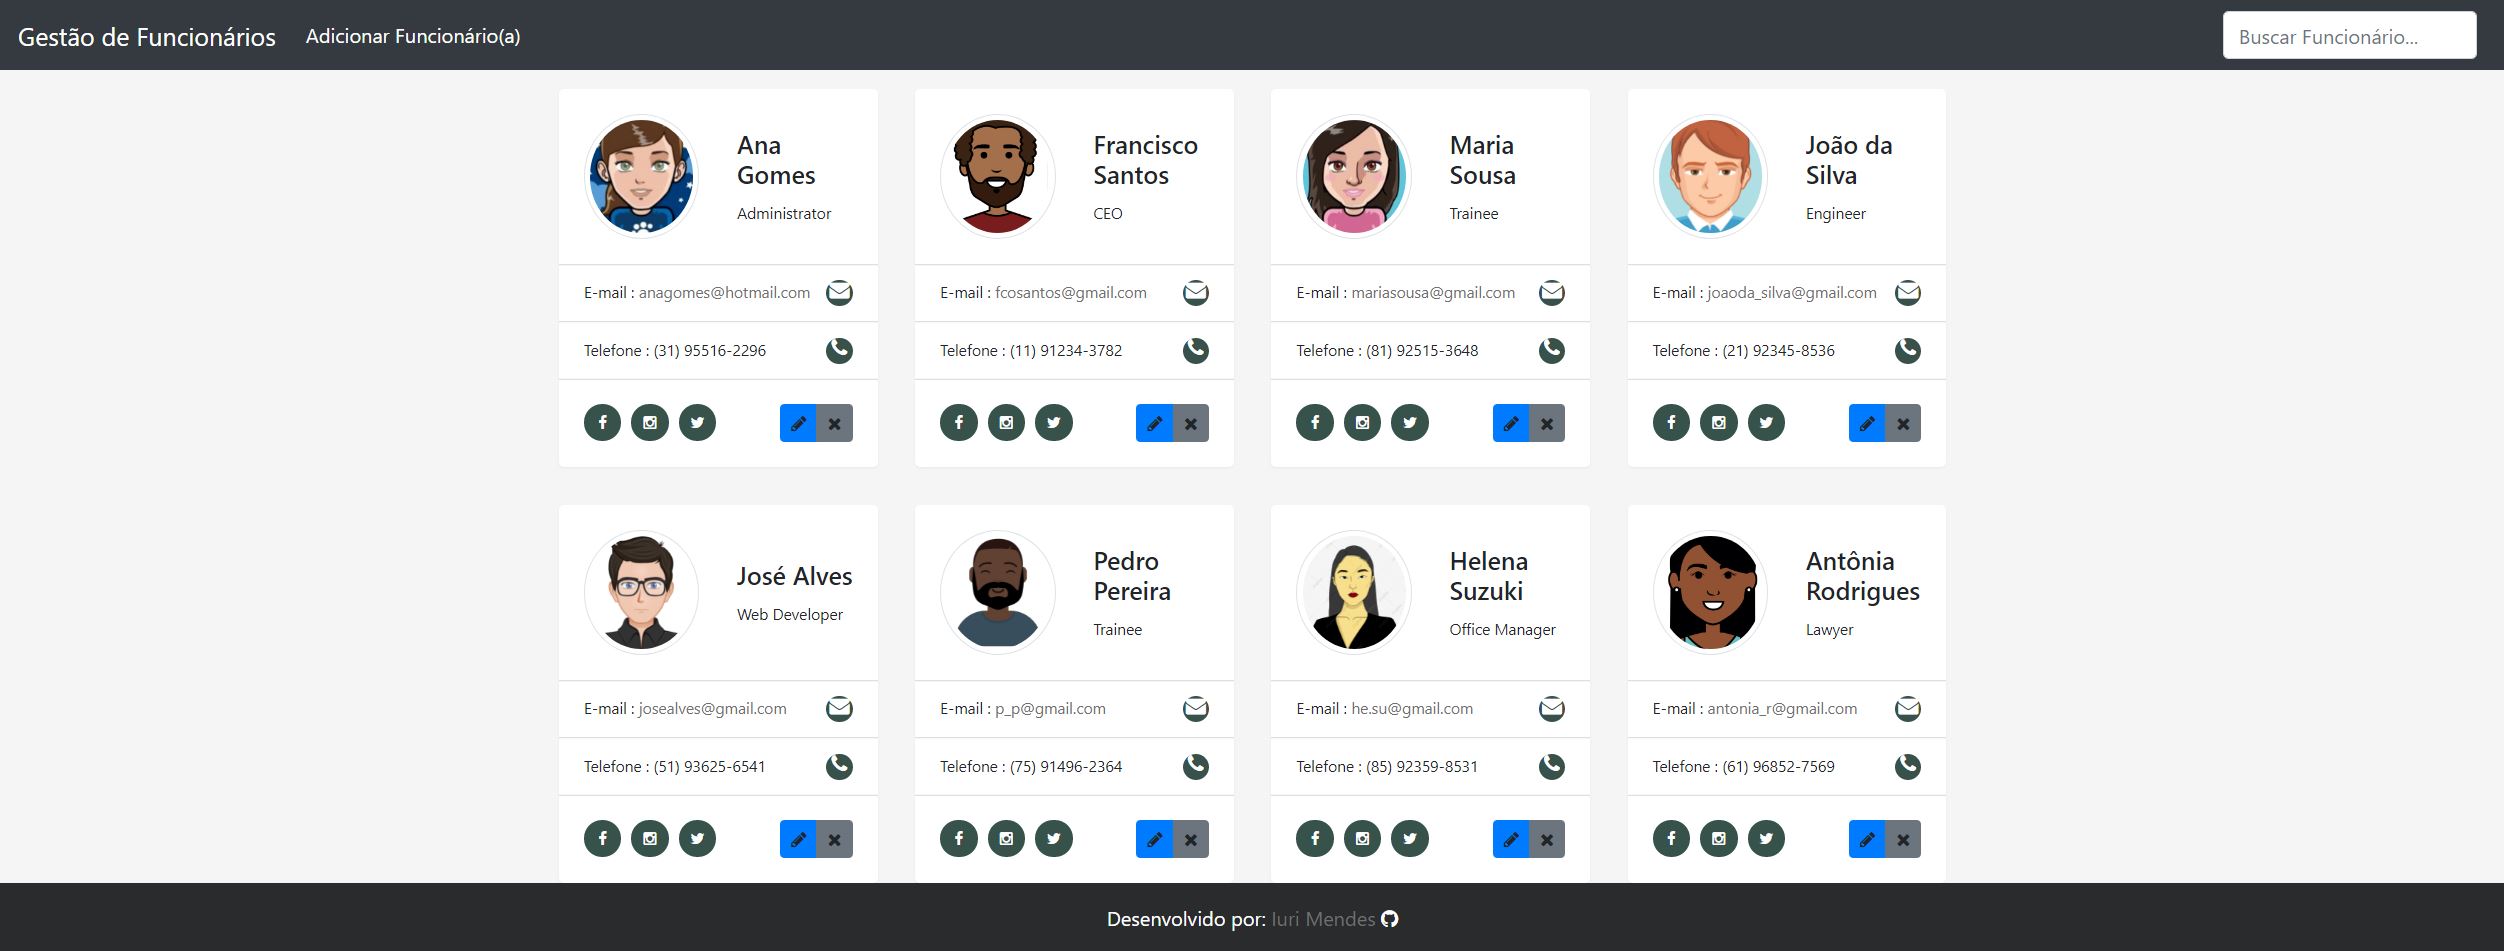 Gestão de Funcionários Adicionar Funcionário(a) Buscar Funcionário...
Ana
Gomes
Administrator
E-mail : anagomes@hotmail.com
Telefone : (31) 95516-2296
Francisco
Santos
CEO
E-mail : fcosantos@gmail.com
Telefone : (11) 91234-3782
Maria
Sousa
Trainee
E-mail : mariasousa@gmail.com
Telefone : (81) 92515-3648
João da
Silva
Engineer
E-mail : joaoda_silva@gmail.com
Telefone : (21) 92345-8536
José Alves
Web Developer
E-mail : josealves@gmail.com
Telefone : (51) 93625-6541
Pedro
Pereira
Trainee
E-mail : p_p@gmail.com
Telefone : (75) 91496-2364
Helena
Suzuki
Office Manager
E-mail : he.su@gmail.com
Telefone : (85) 92359-8531
Antônia
Rodrigues
Lawyer
E-mail : antonia_r@gmail.com
Telefone : (61) 96852-7569
Desenvolvido por: Iuri Mendes